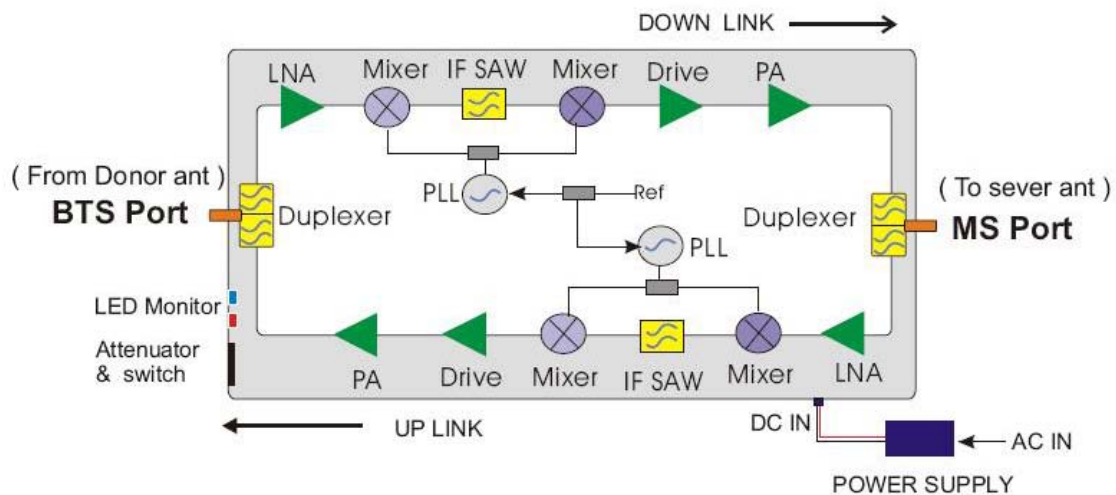 DOWN LINK
LNA
Mixer
IF SAW
Mixer
Drive
PA
( From Donor ant )
BTS Port
Duplexer
PLL
Ref
PLL
Duplexer
( To sever ant )
MS Port
LED Monitor
Attenuator
& switch
PA
Drive
Mixer
IF SAW
Mixer
LNA
UP LINK
DC IN
AC IN
POWER SUPPLY